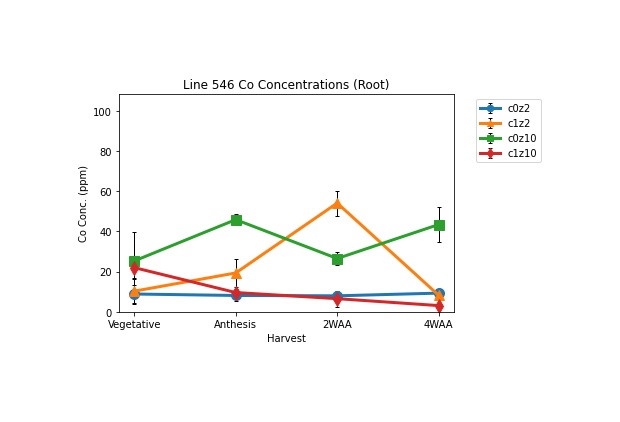 Line 546 Co Concentrations (Root)
Co Conc. (ppm)
100
80
60
40
20
0
Vegetative
Anthesis
2WAA
4WAA
Harvest
c0z2
c1z2
c0z10
c1z10